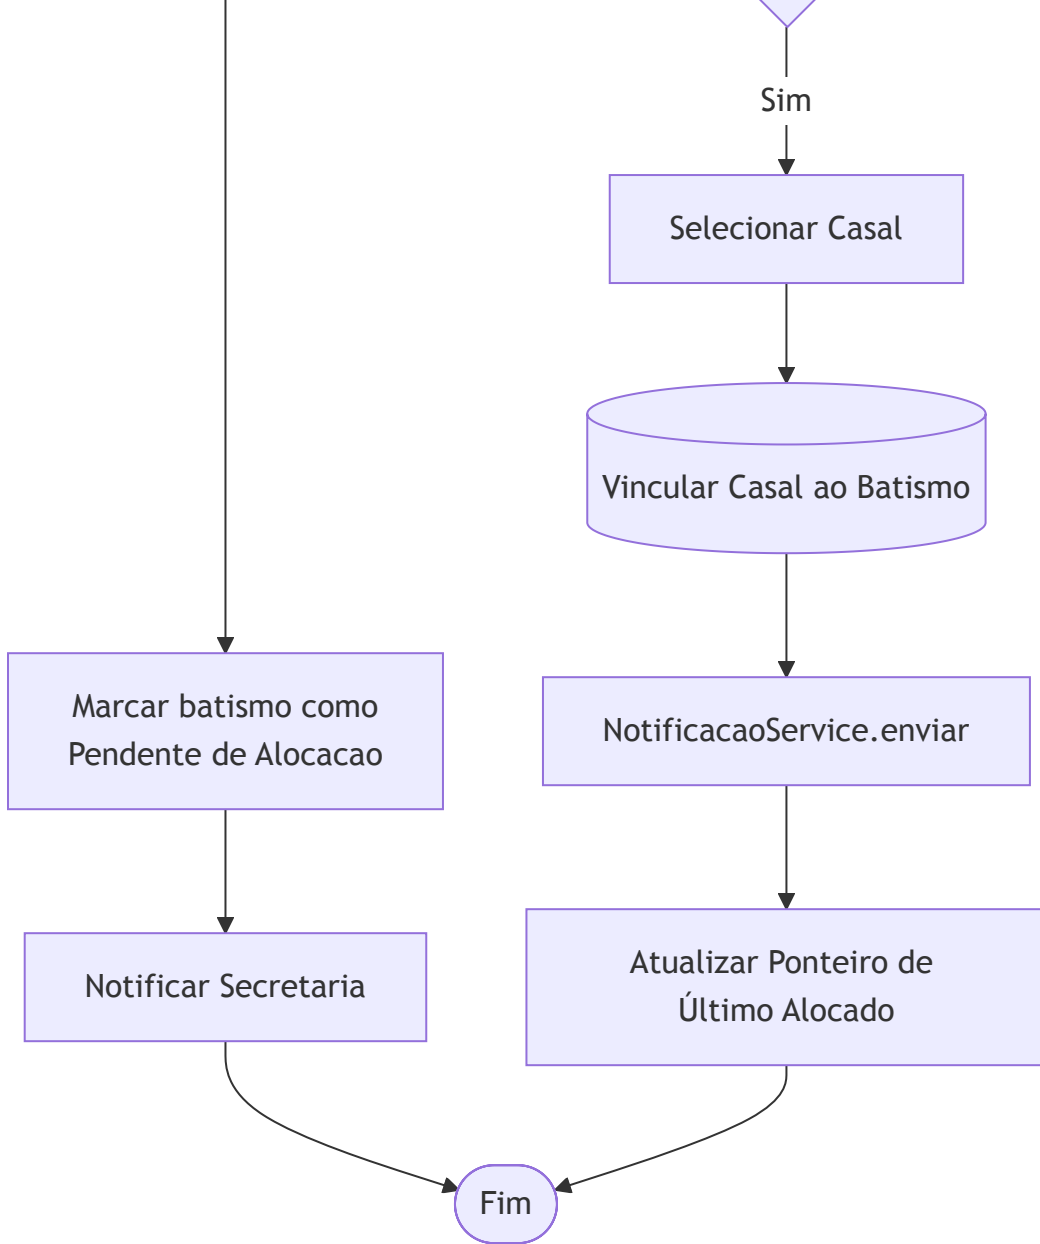 Sim
Selecionar Casal
Vincular Casal ao Batismo
Marcar batismo como
Pendente de Alocacao
NotificacaoService.enviar
Notificar Secretaria
Atualizar Ponteiro de
Último Alocado
Fim